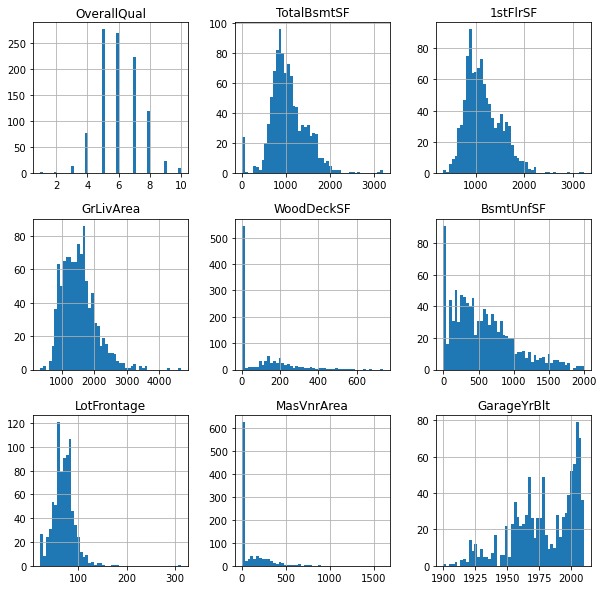 OverallQual
TotalBsmtSF
1stFlrSF
250
200
150
100
50
0
2 4 6 8 10
100
80
60
40
20
0
0 1000 2000 3000
80
60
40
20
0
1000 2000 3000
GrLivArea
WoodDeckSF
BsmtUnfSF
80
60
40
20
0
1000 2000 3000 4000
500
400
300
200
100
0
0 200 400 600
80
60
40
20
0
0 500 1000 1500 2000
LotFrontage
MasVnrArea
GarageYrBlt
120
100
80
60
40
20
0
100 200 300
600
500
400
300
200
100
0
0 500 1000 1500
80
60
40
20
0
1900 1925 1950 1975 2000